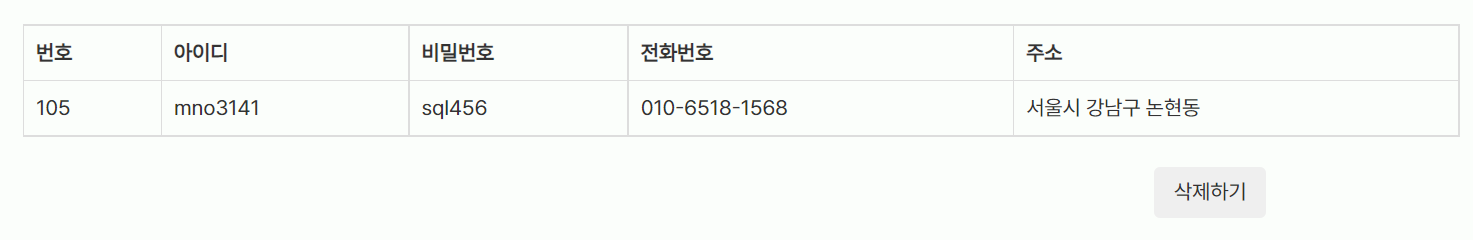 번호 아이디 비밀번호 전화번호 주소
105 mno3141 sql456 010-6518-1568 서울시 강남구 논현동
삭제하기